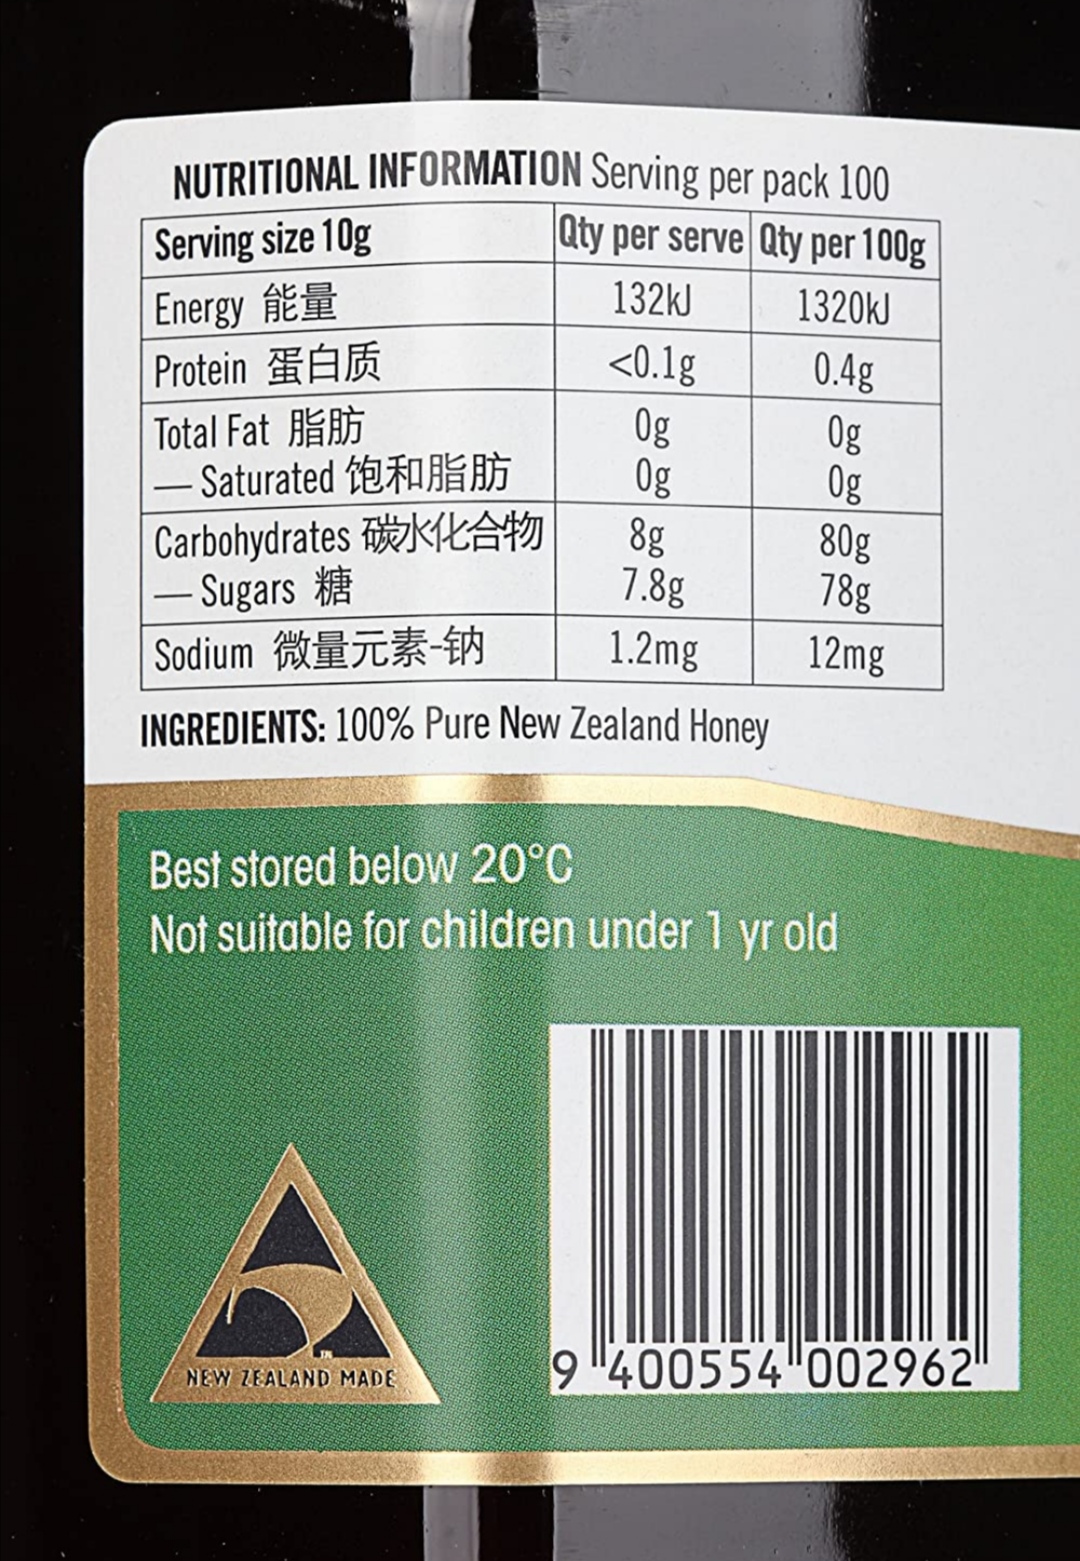 NUTRITIONAL INFORMATION Serving per pack 100
Serving size 10g Qty per serve Qty per 100g
Energy 能量 132kJ 1320kJ
Protein 蛋白质 <0.1g 0.4g
Total Fat 脂肪 0g 0g
— Saturated 饱和脂肪 0g 0g
Carbohydrates 碳水化合物 8g 80g
— Sugars 糖 7.8g 78g
Sodium 微量元素-钠 1.2mg 12mg
INGREDIENTS: 100% Pure New Zealand Honey
Best stored below 20°C
Not suitable for children under 1 yr old
NEW ZEALAND MADE
9 400554 002962